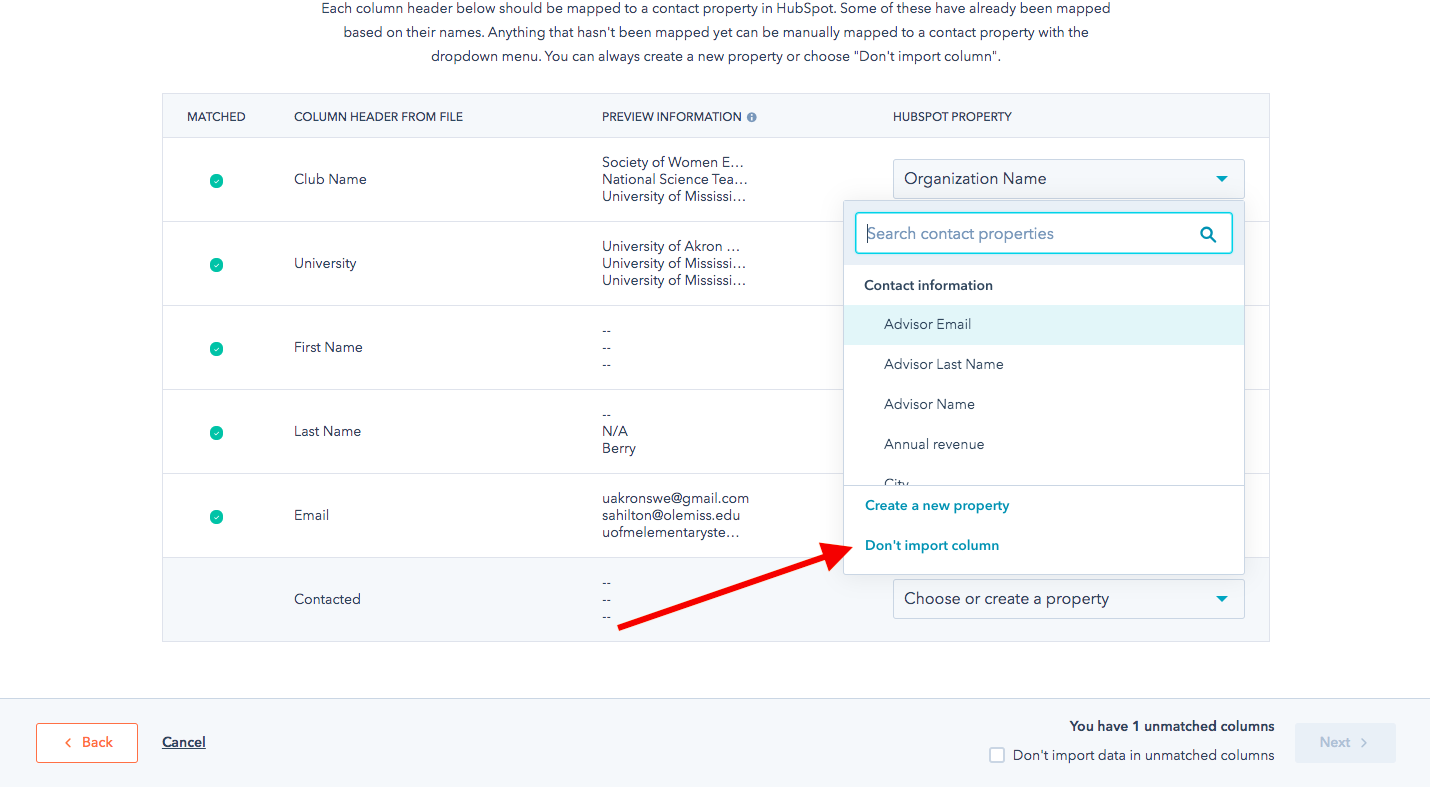 Each column header below should be mapped to a contact property in HubSpot. Some of these have already been mapped
based on their names. Anything that hasn't been mapped yet can be manually mapped to a contact property with the
dropdown menu. You can always create a new property or choose "Don't import column".
MATCHED COLUMN HEADER FROM FILE PREVIEW INFORMATION HUBSPOT PROPERTY
Club Name
Society of Women E...
National Science Tea...
University of Mississi...
Organization Name
Search contact properties
Contact information
Advisor Email
Advisor Last Name
Advisor Name
Annual revenue
City
Create a new property
Don't import column
University
University of Akron ...
University of Mississi...
University of Mississi...
First Name
--
--
--
Last Name
--
N/A
Berry
Email
uakronswe@gmail.com
sahilton@olemiss.edu
uofmelementaryste...
Contacted
--
--
--
Choose or create a property
Back
Cancel
You have 1 unmatched columns
Don't import data in unmatched columns
Next